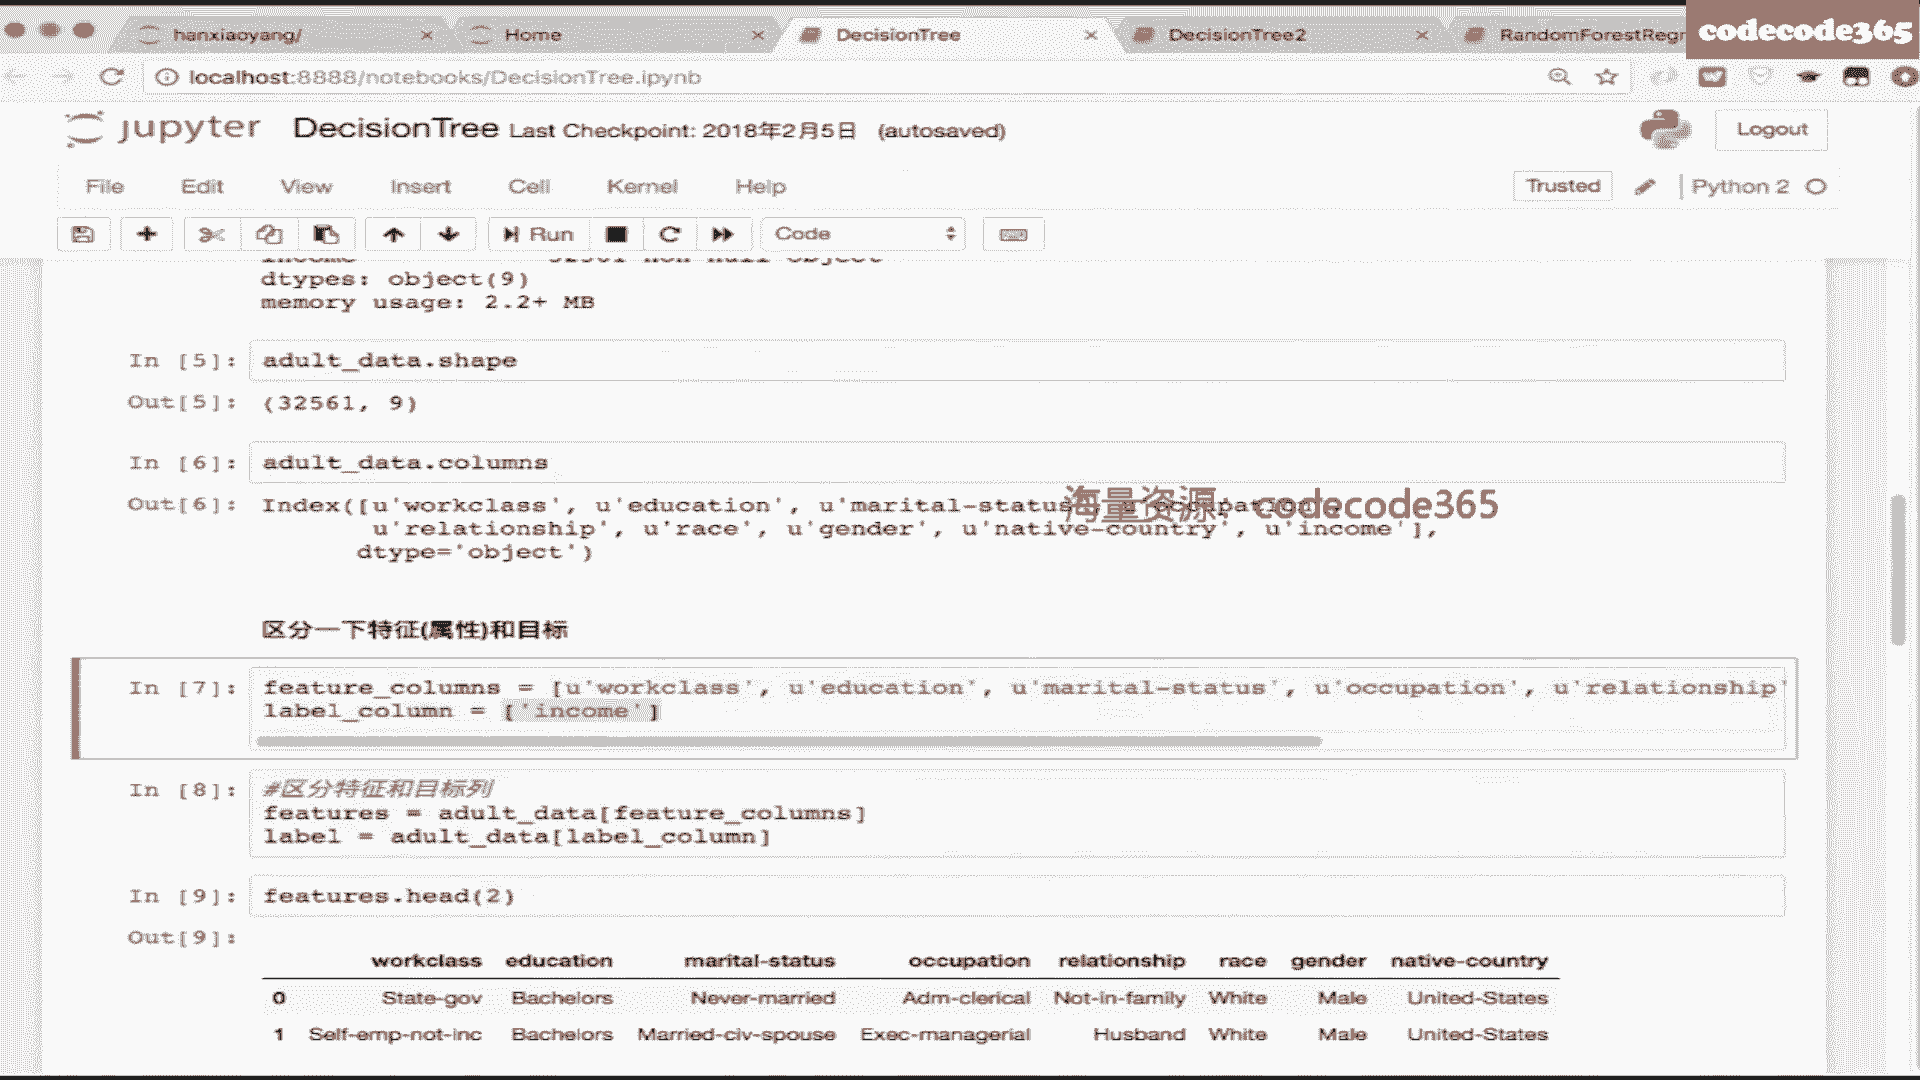 hanxiaoyang/
Home
DecisionTree
DecisionTree2
RandomForestRegr
codecode365
localhost:8888/notebooks/DecisionTree.ipynb
jupyter DecisionTree Last Checkpoint: 2018年2月5日 (autosaved)
Logout
File Edit View Insert Cell Kernel Help
Trusted
Python 2
Run
Code
dtypes: object(9)
memory usage: 2.2+ MB
In [5]: adult_data.shape
Out[5]: (32561, 9)
In [6]: adult_data.columns
Out[6]: Index([u'workclass', u'education', u'marital-status
海量资源：codecode365
u'relationship', u'race', u'gender', u'native-country', u'income'],
dtype='object')
区分一下特征(属性)和目标
In [7]: feature_columns = [u'workclass', u'education', u'marital-status', u'occupation', u'relationship'
label_column = ['income']
In [8]: #区分特征和目标列
features = adult_data[feature_columns]
label = adult_data[label_column]
In [9]: features.head(2)
Out[9]:
workclass education marital-status occupation relationship race gender native-country
0 State-gov Bachelors Never-married Adm-clerical Not-in-family White Male United-States
1 Self-emp-not-inc Bachelors Married-civ-spouse Exec-managerial Husband White Male United-States